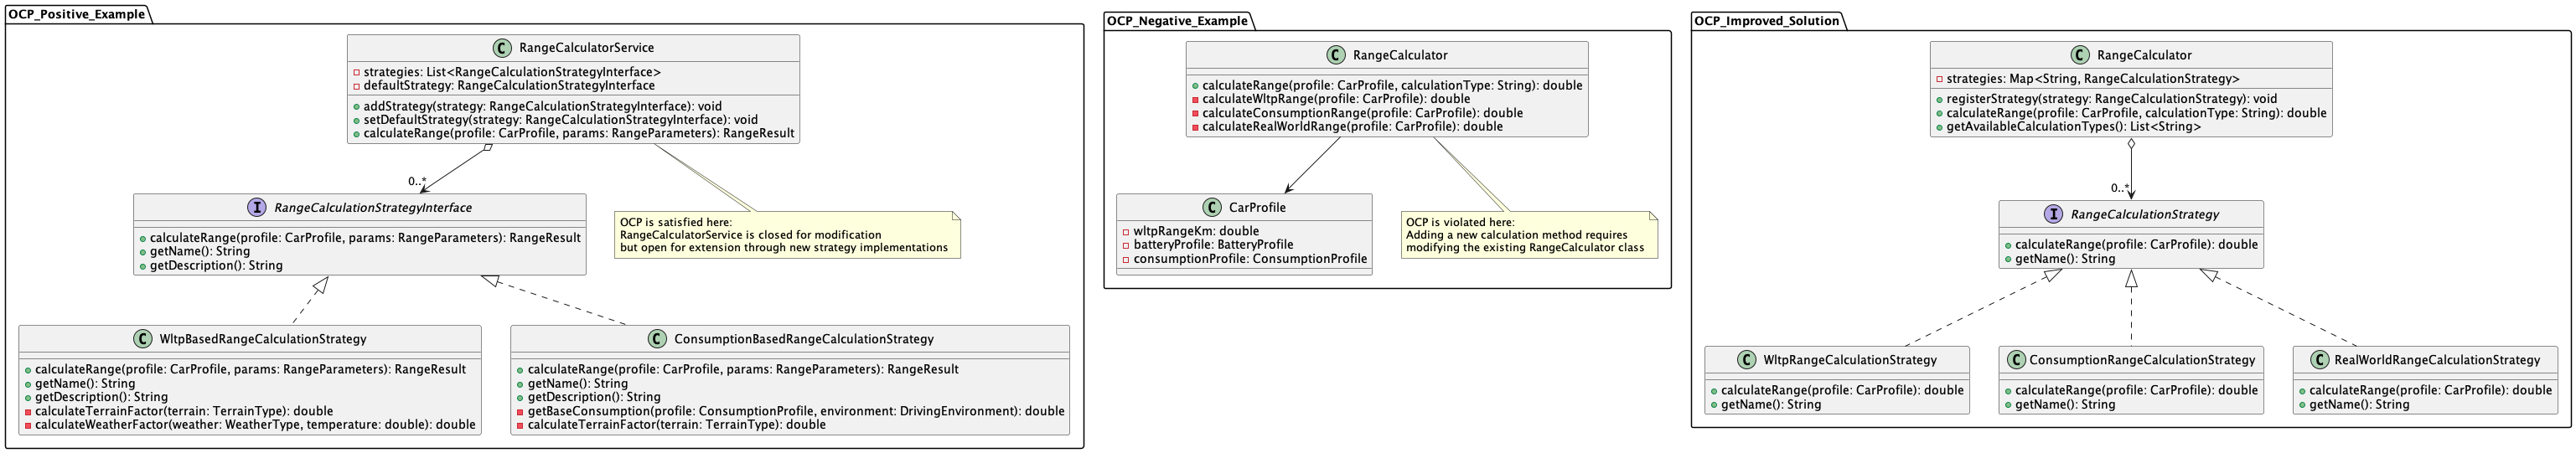 OCP_Positive_Example
C RangeCalculatorService
strategies: List<RangeCalculationStrategyInterface>
defaultStrategy: RangeCalculationStrategyInterface
addStrategy(strategy: RangeCalculationStrategyInterface): void
setDefaultStrategy(strategy: RangeCalculationStrategyInterface): void
calculateRange(profile: CarProfile, params: RangeParameters): RangeResult
0..*
I RangeCalculationStrategyInterface
calculateRange(profile: CarProfile, params: RangeParameters): RangeResult
getName(): String
getDescription(): String
OCP is satisfied here:
RangeCalculatorService is closed for modification
but open for extension through new strategy implementations
C WltpBasedRangeCalculationStrategy
calculateRange(profile: CarProfile, params: RangeParameters): RangeResult
getName(): String
getDescription(): String
calculateTerrainFactor(terrain: TerrainType): double
calculateWeatherFactor(weather: WeatherType, temperature: double): double
C ConsumptionBasedRangeCalculationStrategy
calculateRange(profile: CarProfile, params: RangeParameters): RangeResult
getName(): String
getDescription(): String
getBaseConsumption(profile: ConsumptionProfile, environment: DrivingEnvironment): double
calculateTerrainFactor(terrain: TerrainType): double
OCP_Negative_Example
C RangeCalculator
calculateRange(profile: CarProfile, calculationType: String): double
calculateWltpRange(profile: CarProfile): double
calculateConsumptionRange(profile: CarProfile): double
calculateRealWorldRange(profile: CarProfile): double
C CarProfile
wltpRangeKm: double
batteryProfile: BatteryProfile
consumptionProfile: ConsumptionProfile
OCP is violated here:
Adding a new calculation method requires
modifying the existing RangeCalculator class
OCP_Improved_Solution
C RangeCalculator
strategies: Map<String, RangeCalculationStrategy>
registerStrategy(strategy: RangeCalculationStrategy): void
calculateRange(profile: CarProfile, calculationType: String): double
getAvailableCalculationTypes(): List<String>
0..*
I RangeCalculationStrategy
calculateRange(profile: CarProfile): double
getName(): String
C WltpRangeCalculationStrategy
calculateRange(profile: CarProfile): double
getName(): String
C ConsumptionRangeCalculationStrategy
calculateRange(profile: CarProfile): double
getName(): String
C RealWorldRangeCalculationStrategy
calculateRange(profile: CarProfile): double
getName(): String